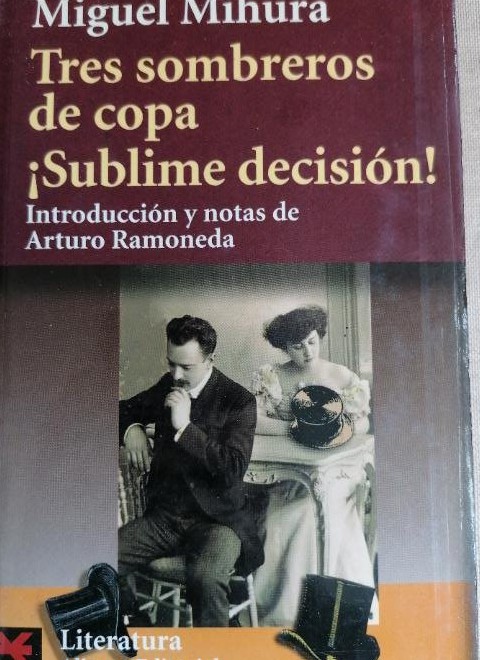 Miguel Mihura
Tres sombreros
de copa
¡Sublime decisión!
Introducción y notas de
Arturo Ramoneda
Literatura